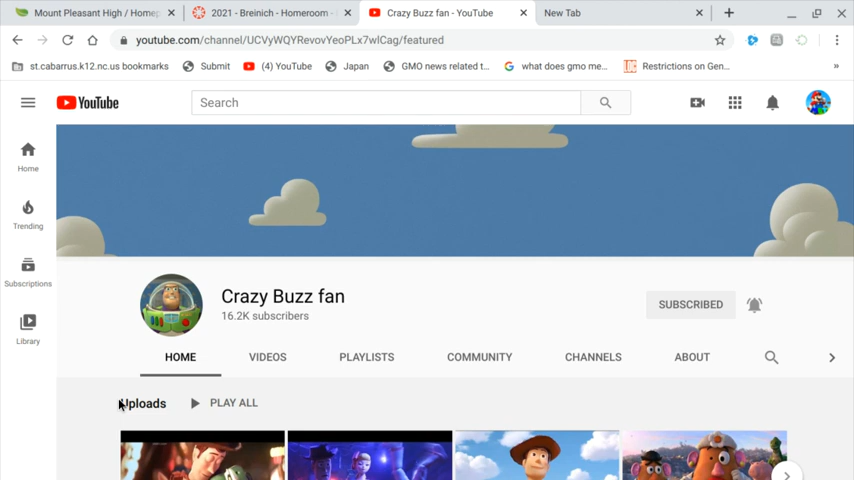 Mount Pleasant High / Homep
2021 - Breinich - Homeroom -
Crazy Buzz fan - YouTube
New Tab
youtube.com/channel/UCVyWQYRevovYeoPLx7wlCag/featured
st.cabarrus.k12.nc.us bookmarks
Submit
(4) YouTube
Japan
GMO news related t...
what does gmo me...
Restrictions on Gen...
YouTube
Search
Home
Trending
Subscriptions
Library
Crazy Buzz fan
16.2K subscribers
SUBSCRIBED
HOME
VIDEOS
PLAYLISTS
COMMUNITY
CHANNELS
ABOUT
Uploads
PLAY ALL